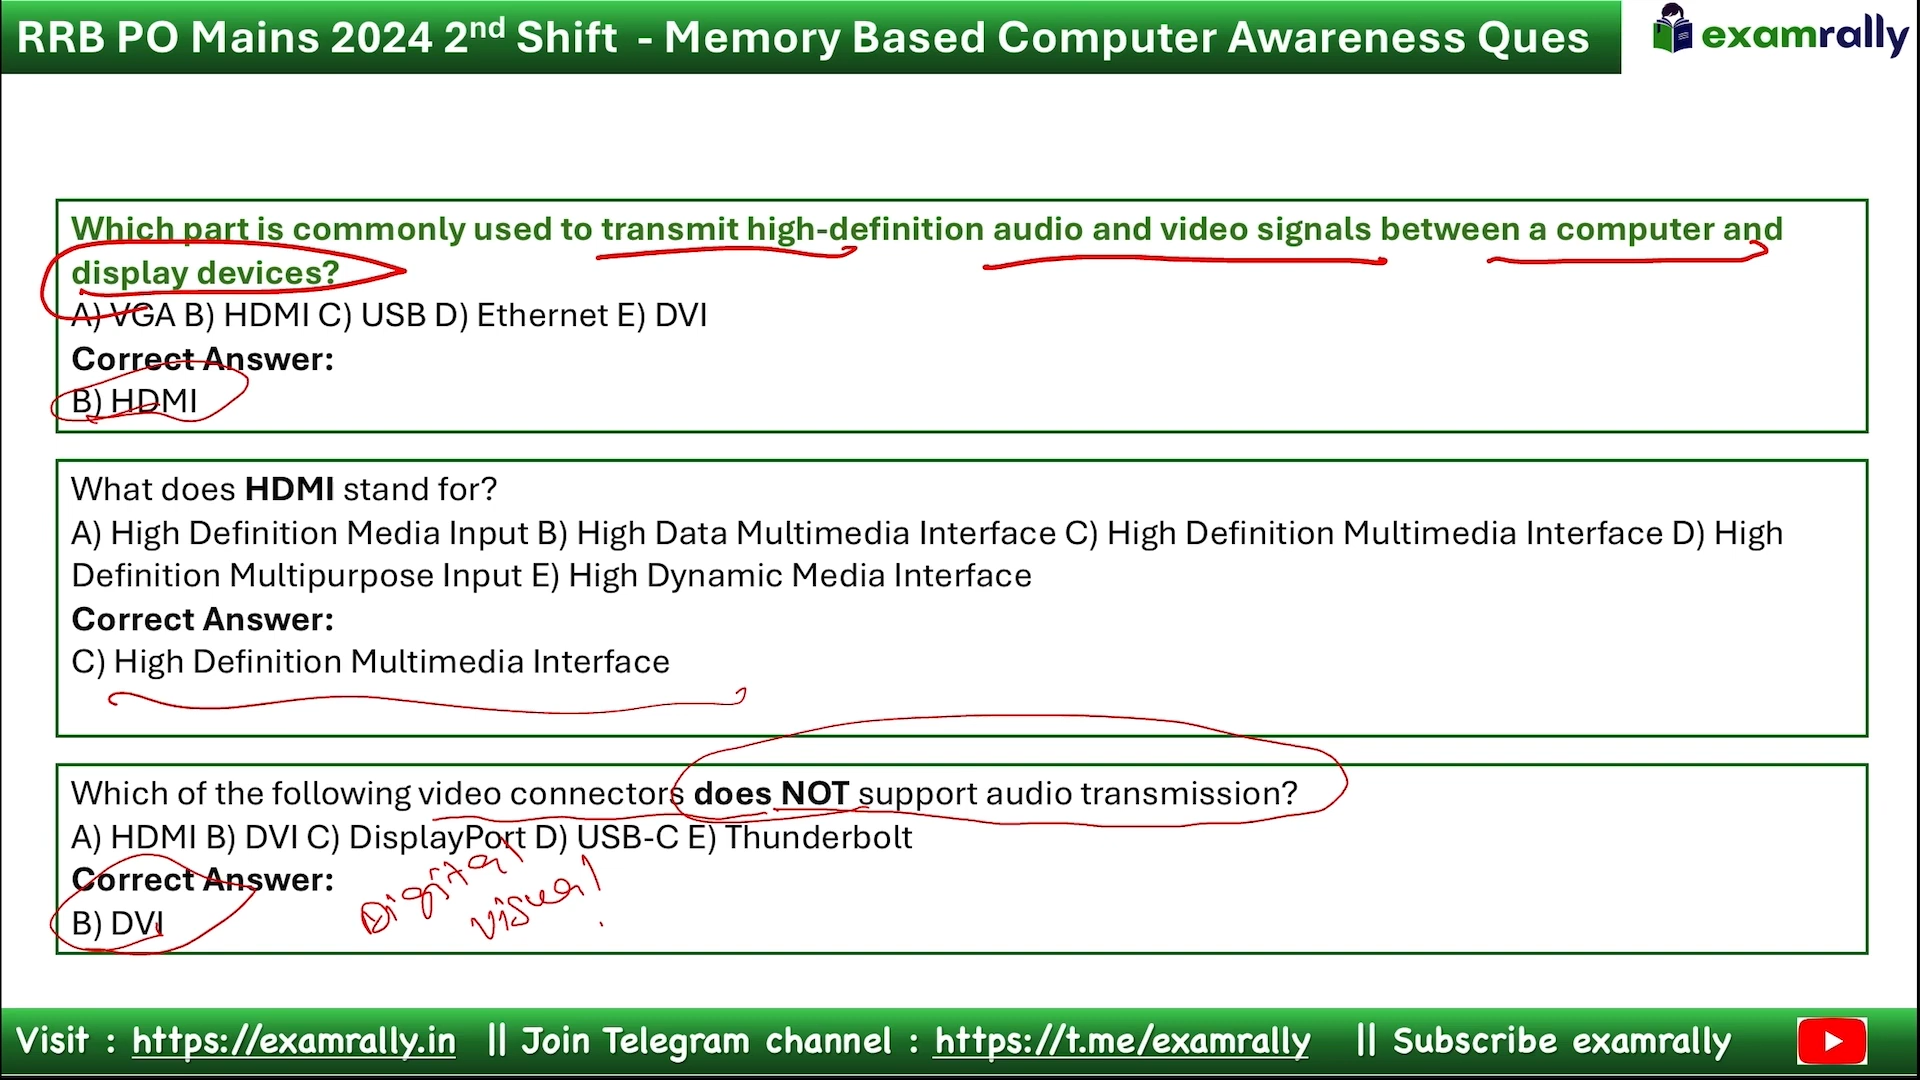 RRB PO Mains 2024 2nd Shift - Memory Based Computer Awareness Ques
examrally
Which part is commonly used to transmit high-definition audio and video signals between a computer and
display devices?
A) VGA B) HDMI C) USB D) Ethernet E) DVI
Correct Answer:
B) HDMI
What does HDMI stand for?
A) High Definition Media Input B) High Data Multimedia Interface C) High Definition Multimedia Interface D) High
Definition Multipurpose Input E) High Dynamic Media Interface
Correct Answer:
C) High Definition Multimedia Interface
Which of the following video connectors does NOT support audio transmission?
A) HDMI B) DVI C) DisplayPort D) USB-C E) Thunderbolt
Correct Answer:
B) DVI
Digital
Visual
Visit : https://examrally.in || Join Telegram channel : https://t.me/examrally || Subscribe examrally